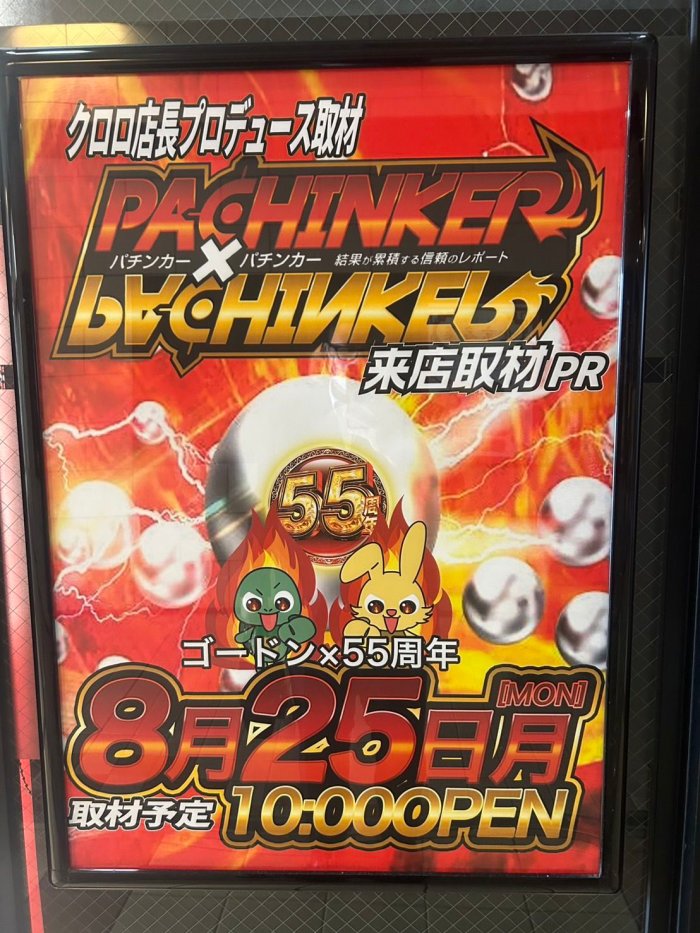 クロロ店長プロデュース取材
PACHINKER
パチンカー×パチンカー 結果が累積する信頼のレポート
PACHINKER
来店取材PR
55周年
ゴードン×55周年
[MON]
8月25日月
取材予定 10:00OPEN